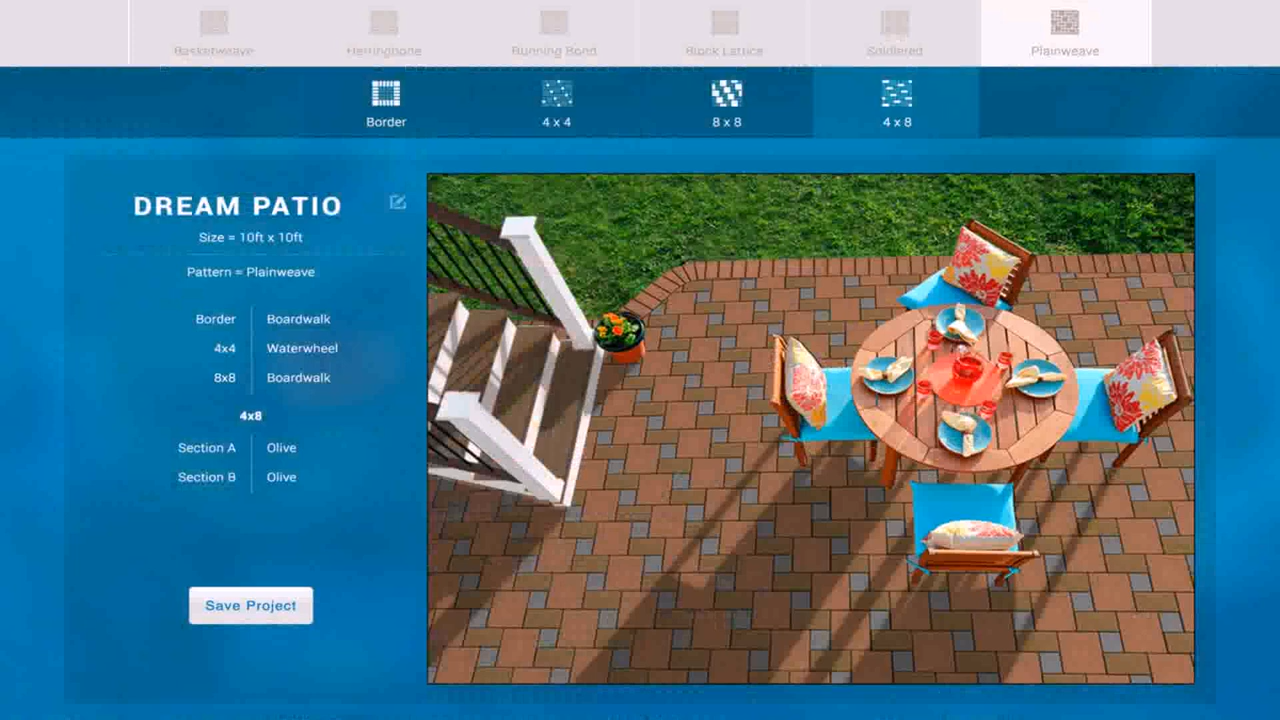 Basketweave Herringbone Running Bond Block Lattice Soldiered Plainweave
Border 4 x 4 8 x 8 4 x 8
DREAM PATIO
Size = 10ft x 10ft
Pattern = Plainweave
Border Boardwalk
4x4 Waterwheel
8x8 Boardwalk
4x8
Section A Olive
Section B Olive
Save Project